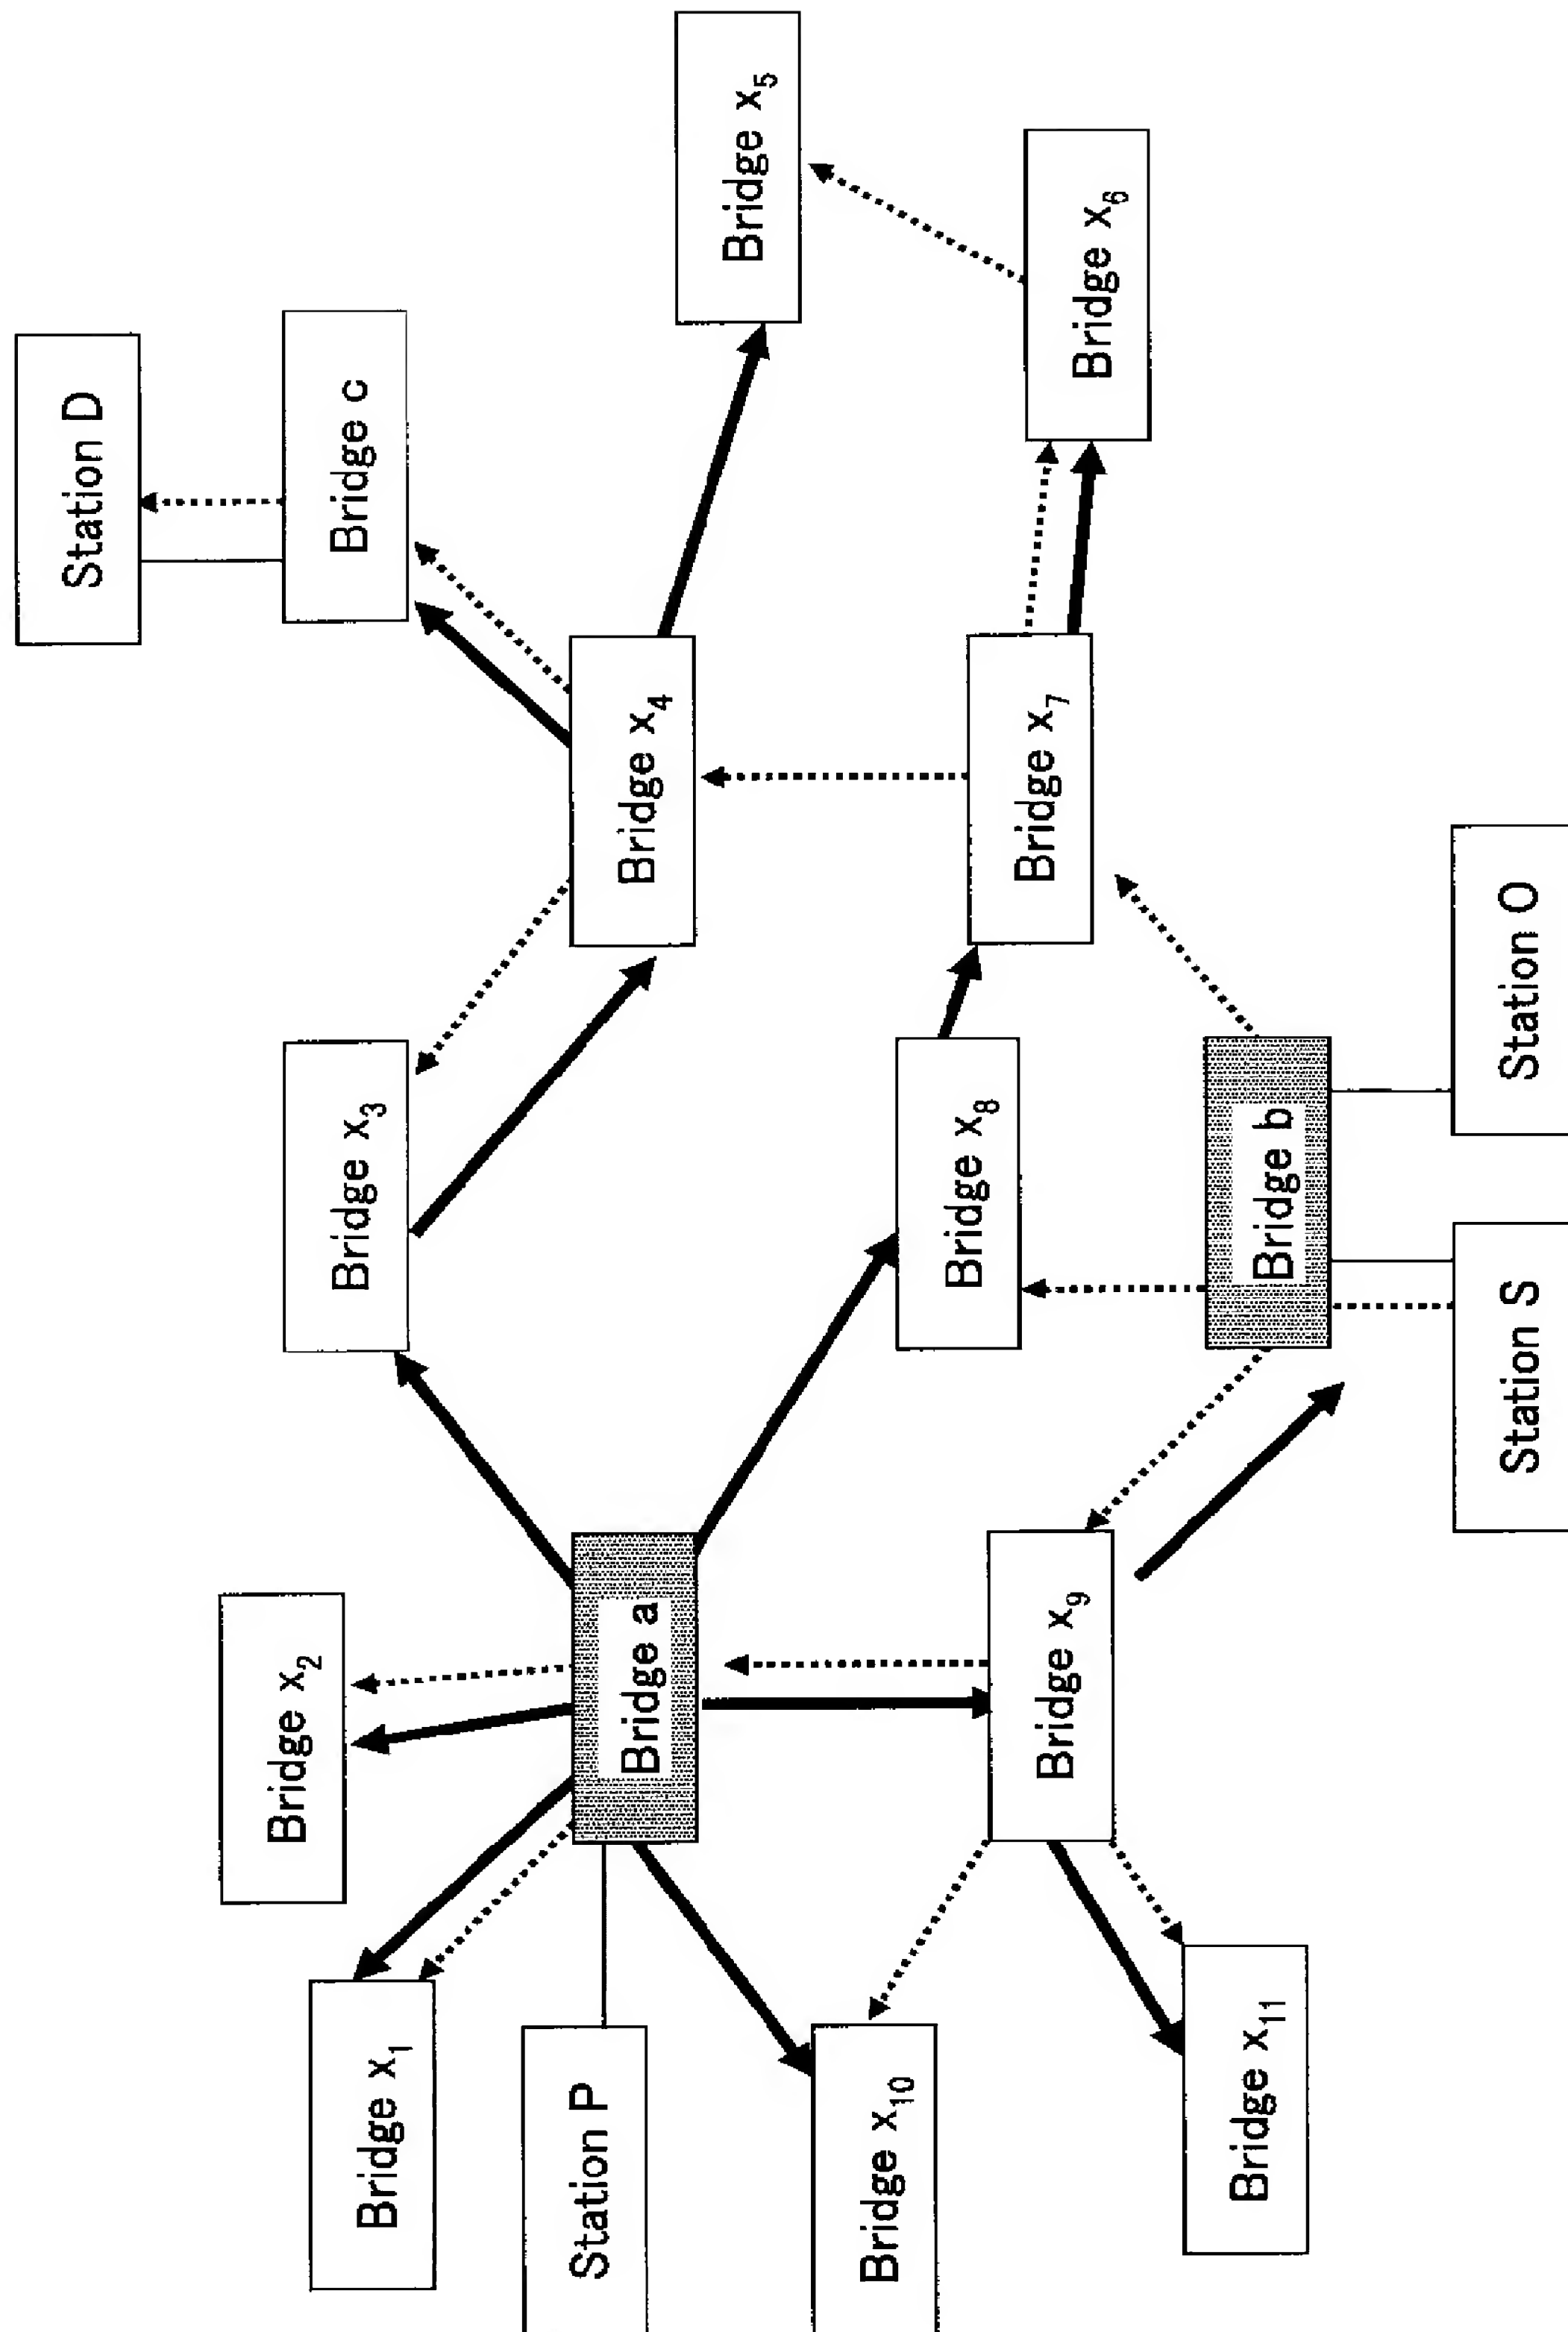 Station D
Bridge c
Bridge x5
Bridge x6
Bridge x4
Bridge x7
Bridge x3
Bridge x8
Bridge b
Station O
Station S
Bridge x2
Bridge a
Bridge x9
Bridge x1
Station P
Bridge x10
Bridge x11